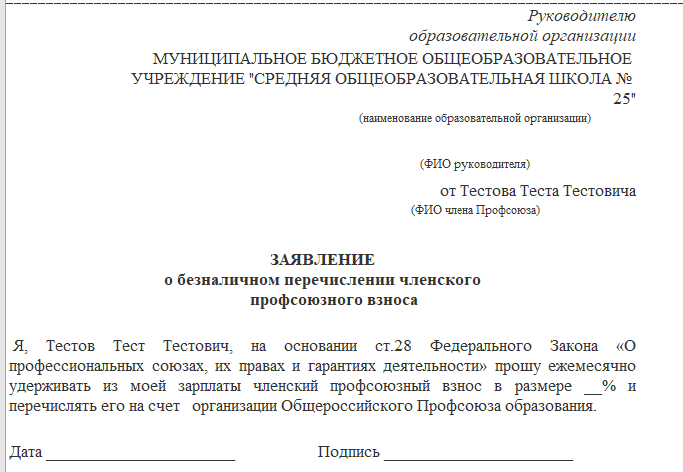 Руководителю
образовательной организации
МУНИЦИПАЛЬНОЕ БЮДЖЕТНОЕ ОБЩЕОБРАЗОВАТЕЛЬНОЕ
УЧРЕЖДЕНИЕ "СРЕДНЯЯ ОБЩЕОБРАЗОВАТЕЛЬНАЯ ШКОЛА №
25"
(наименование образовательной организации)
(ФИО руководителя)
от Тестова Теста Тестовича
(ФИО члена Профсоюза)
ЗАЯВЛЕНИЕ
о безналичном перечислении членского
профсоюзного взноса
Я, Тестов Тест Тестович, на основании ст.28 Федерального Закона «О
профессиональных союзах, их правах и гарантиях деятельности» прошу ежемесячно
удерживать из моей зарплаты членский профсоюзный взнос в размере __% и
перечислять его на счет организации Общероссийского Профсоюза образования.
Дата ______________________ Подпись ______________________